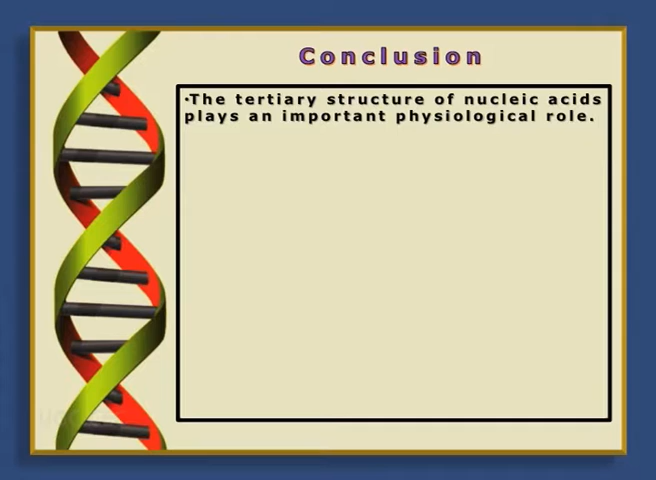 Conclusion
•The tertiary structure of nucleic acids
plays an important physiological role.